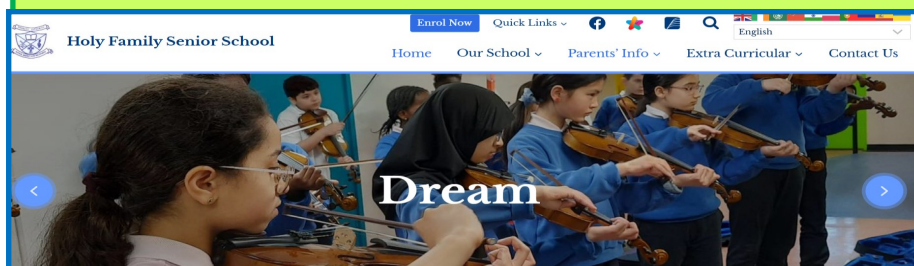 Enrol Now Quick Links
English
Holy Family Senior School
Home Our School Parents' Info Extra Curricular Contact Us
Dream